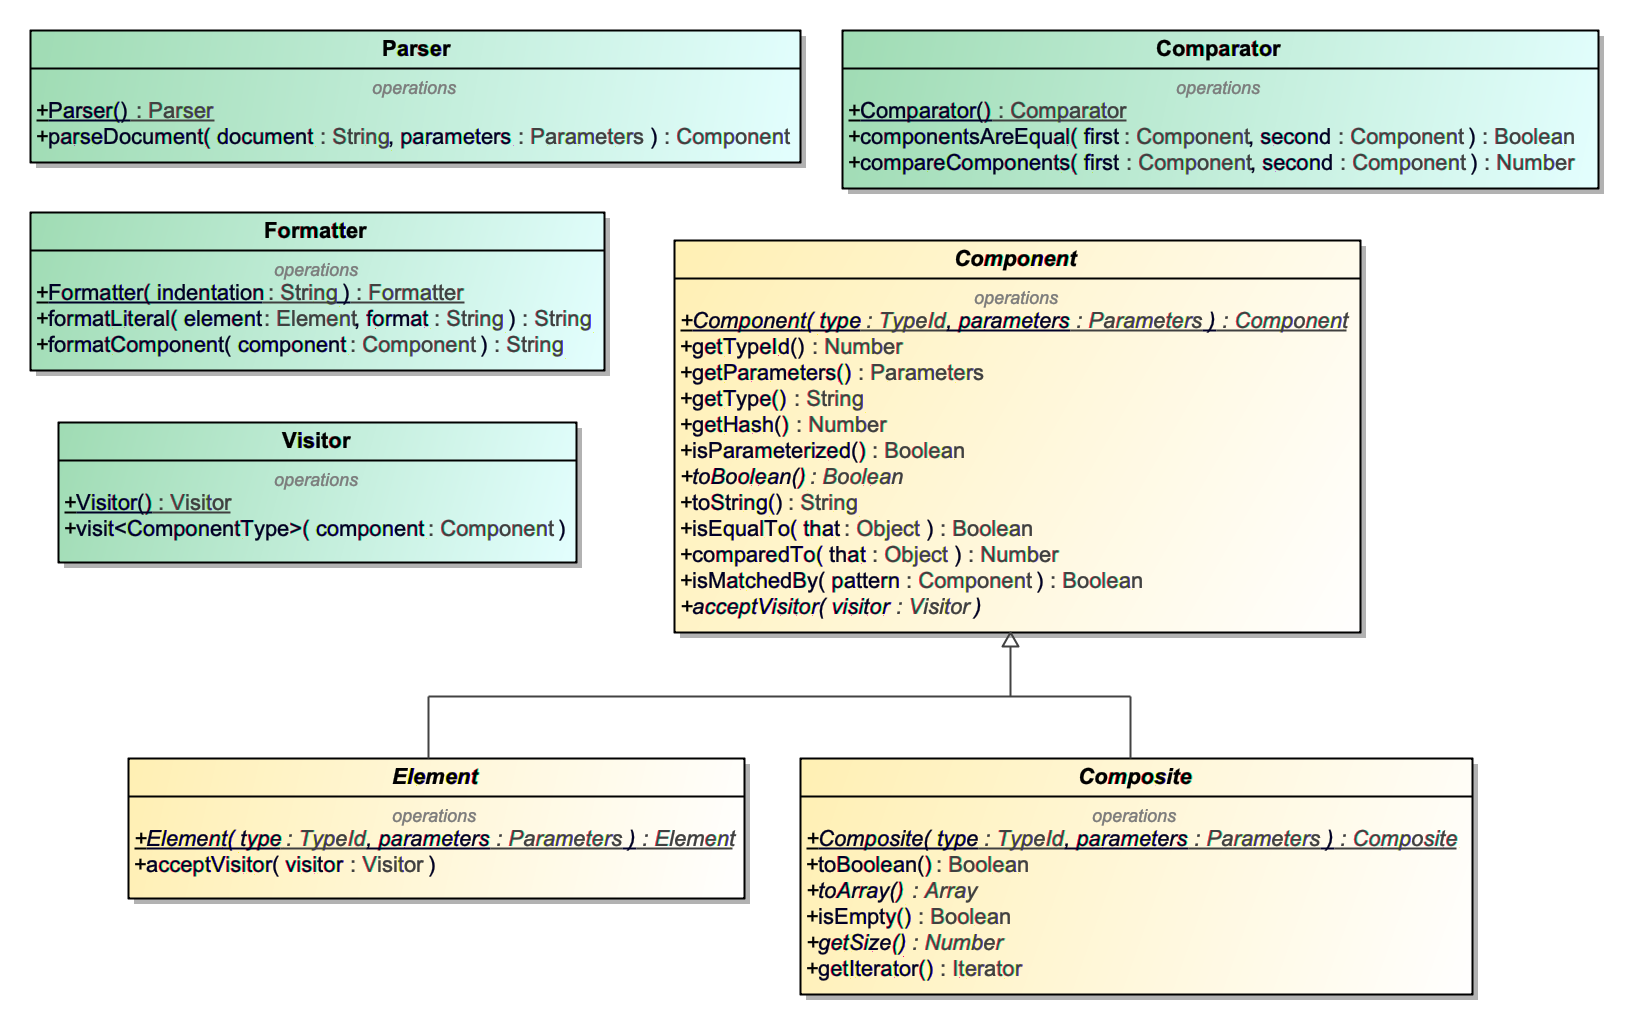 Parser
operations
+Parser() : Parser
+parseDocument( document : String, parameters : Parameters ) : Component
Comparator
operations
+Comparator() : Comparator
+componentsAreEqual( first : Component, second : Component ) : Boolean
+compareComponents( first : Component, second : Component ) : Number
Formatter
operations
+Formatter( indentation : String ) : Formatter
+formatLiteral( element : Element, format : String ) : String
+formatComponent( component : Component ) : String
Component
operations
+Component( type : TypeId, parameters : Parameters ) : Component
+getTypeId() : Number
+getParameters() : Parameters
+getType() : String
+getHash() : Number
+isParameterized() : Boolean
+toBoolean() : Boolean
+toString() : String
+isEqualTo( that : Object ) : Boolean
+comparedTo( that : Object ) : Number
+isMatchedBy( pattern : Component ) : Boolean
+acceptVisitor( visitor : Visitor )
Visitor
operations
+Visitor() : Visitor
+visit<ComponentType>( component : Component )
Element
operations
+Element( type : TypeId, parameters : Parameters ) : Element
+acceptVisitor( visitor : Visitor )
Composite
operations
+Composite( type : TypeId, parameters : Parameters ) : Composite
+toBoolean() : Boolean
+toArray() : Array
+isEmpty() : Boolean
+getSize() : Number
+getIterator() : Iterator